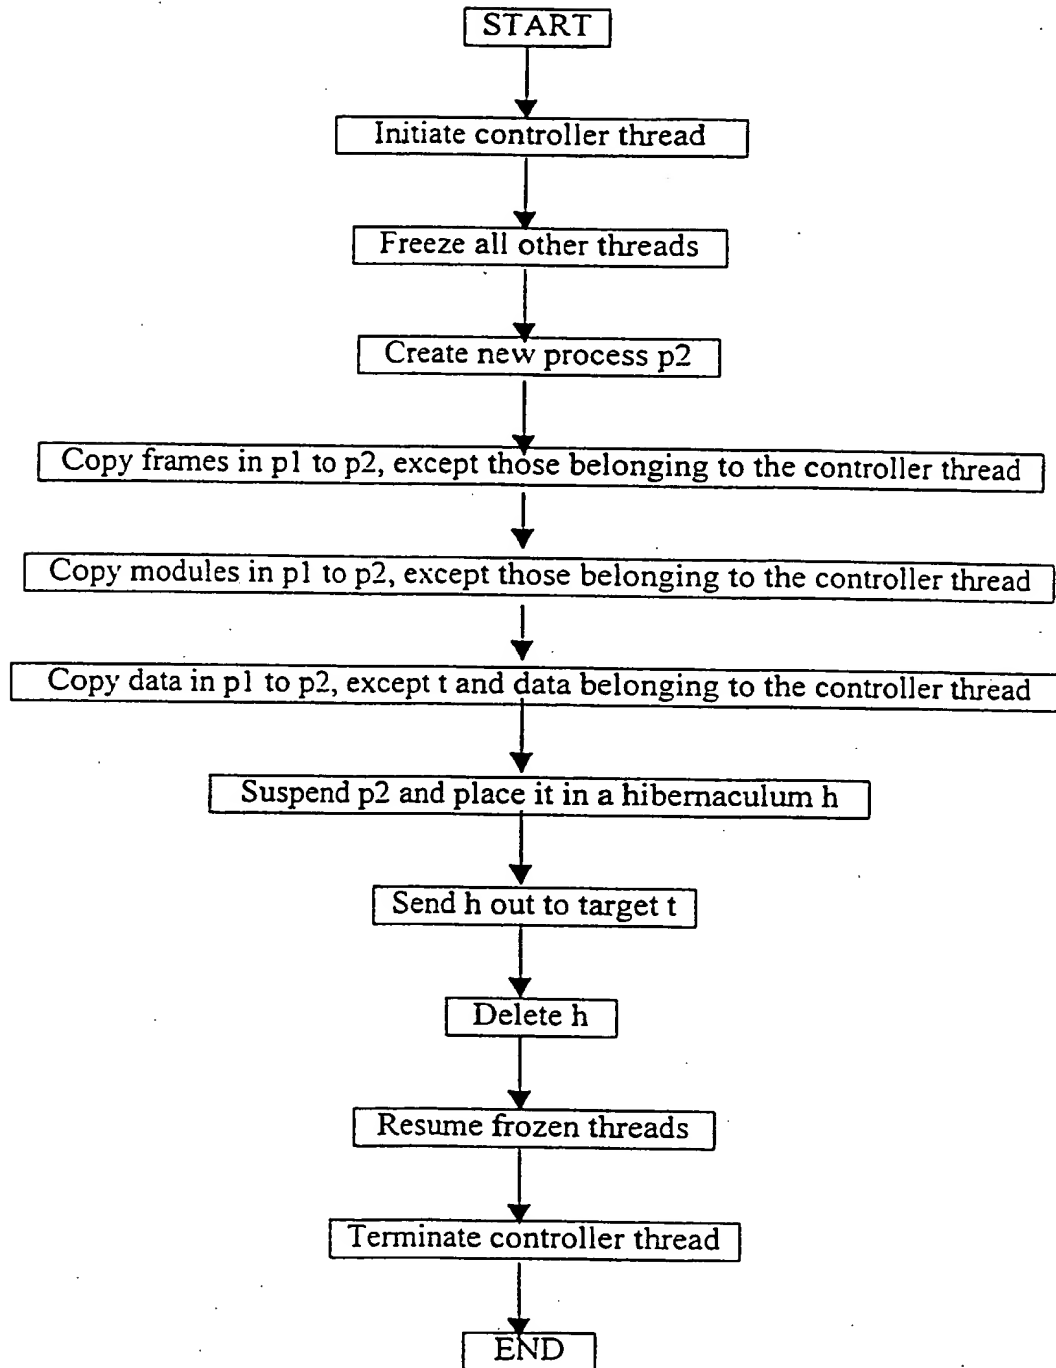 START
Initiate controller thread
Freeze all other threads
Create new process p2
Copy frames in p1 to p2, except those belonging to the controller thread
Copy modules in p1 to p2, except those belonging to the controller thread
Copy data in p1 to p2, except t and data belonging to the controller thread
Suspend p2 and place it in a hibernaculum h
Send h out to target t
Delete h
Resume frozen threads
Terminate controller thread
END